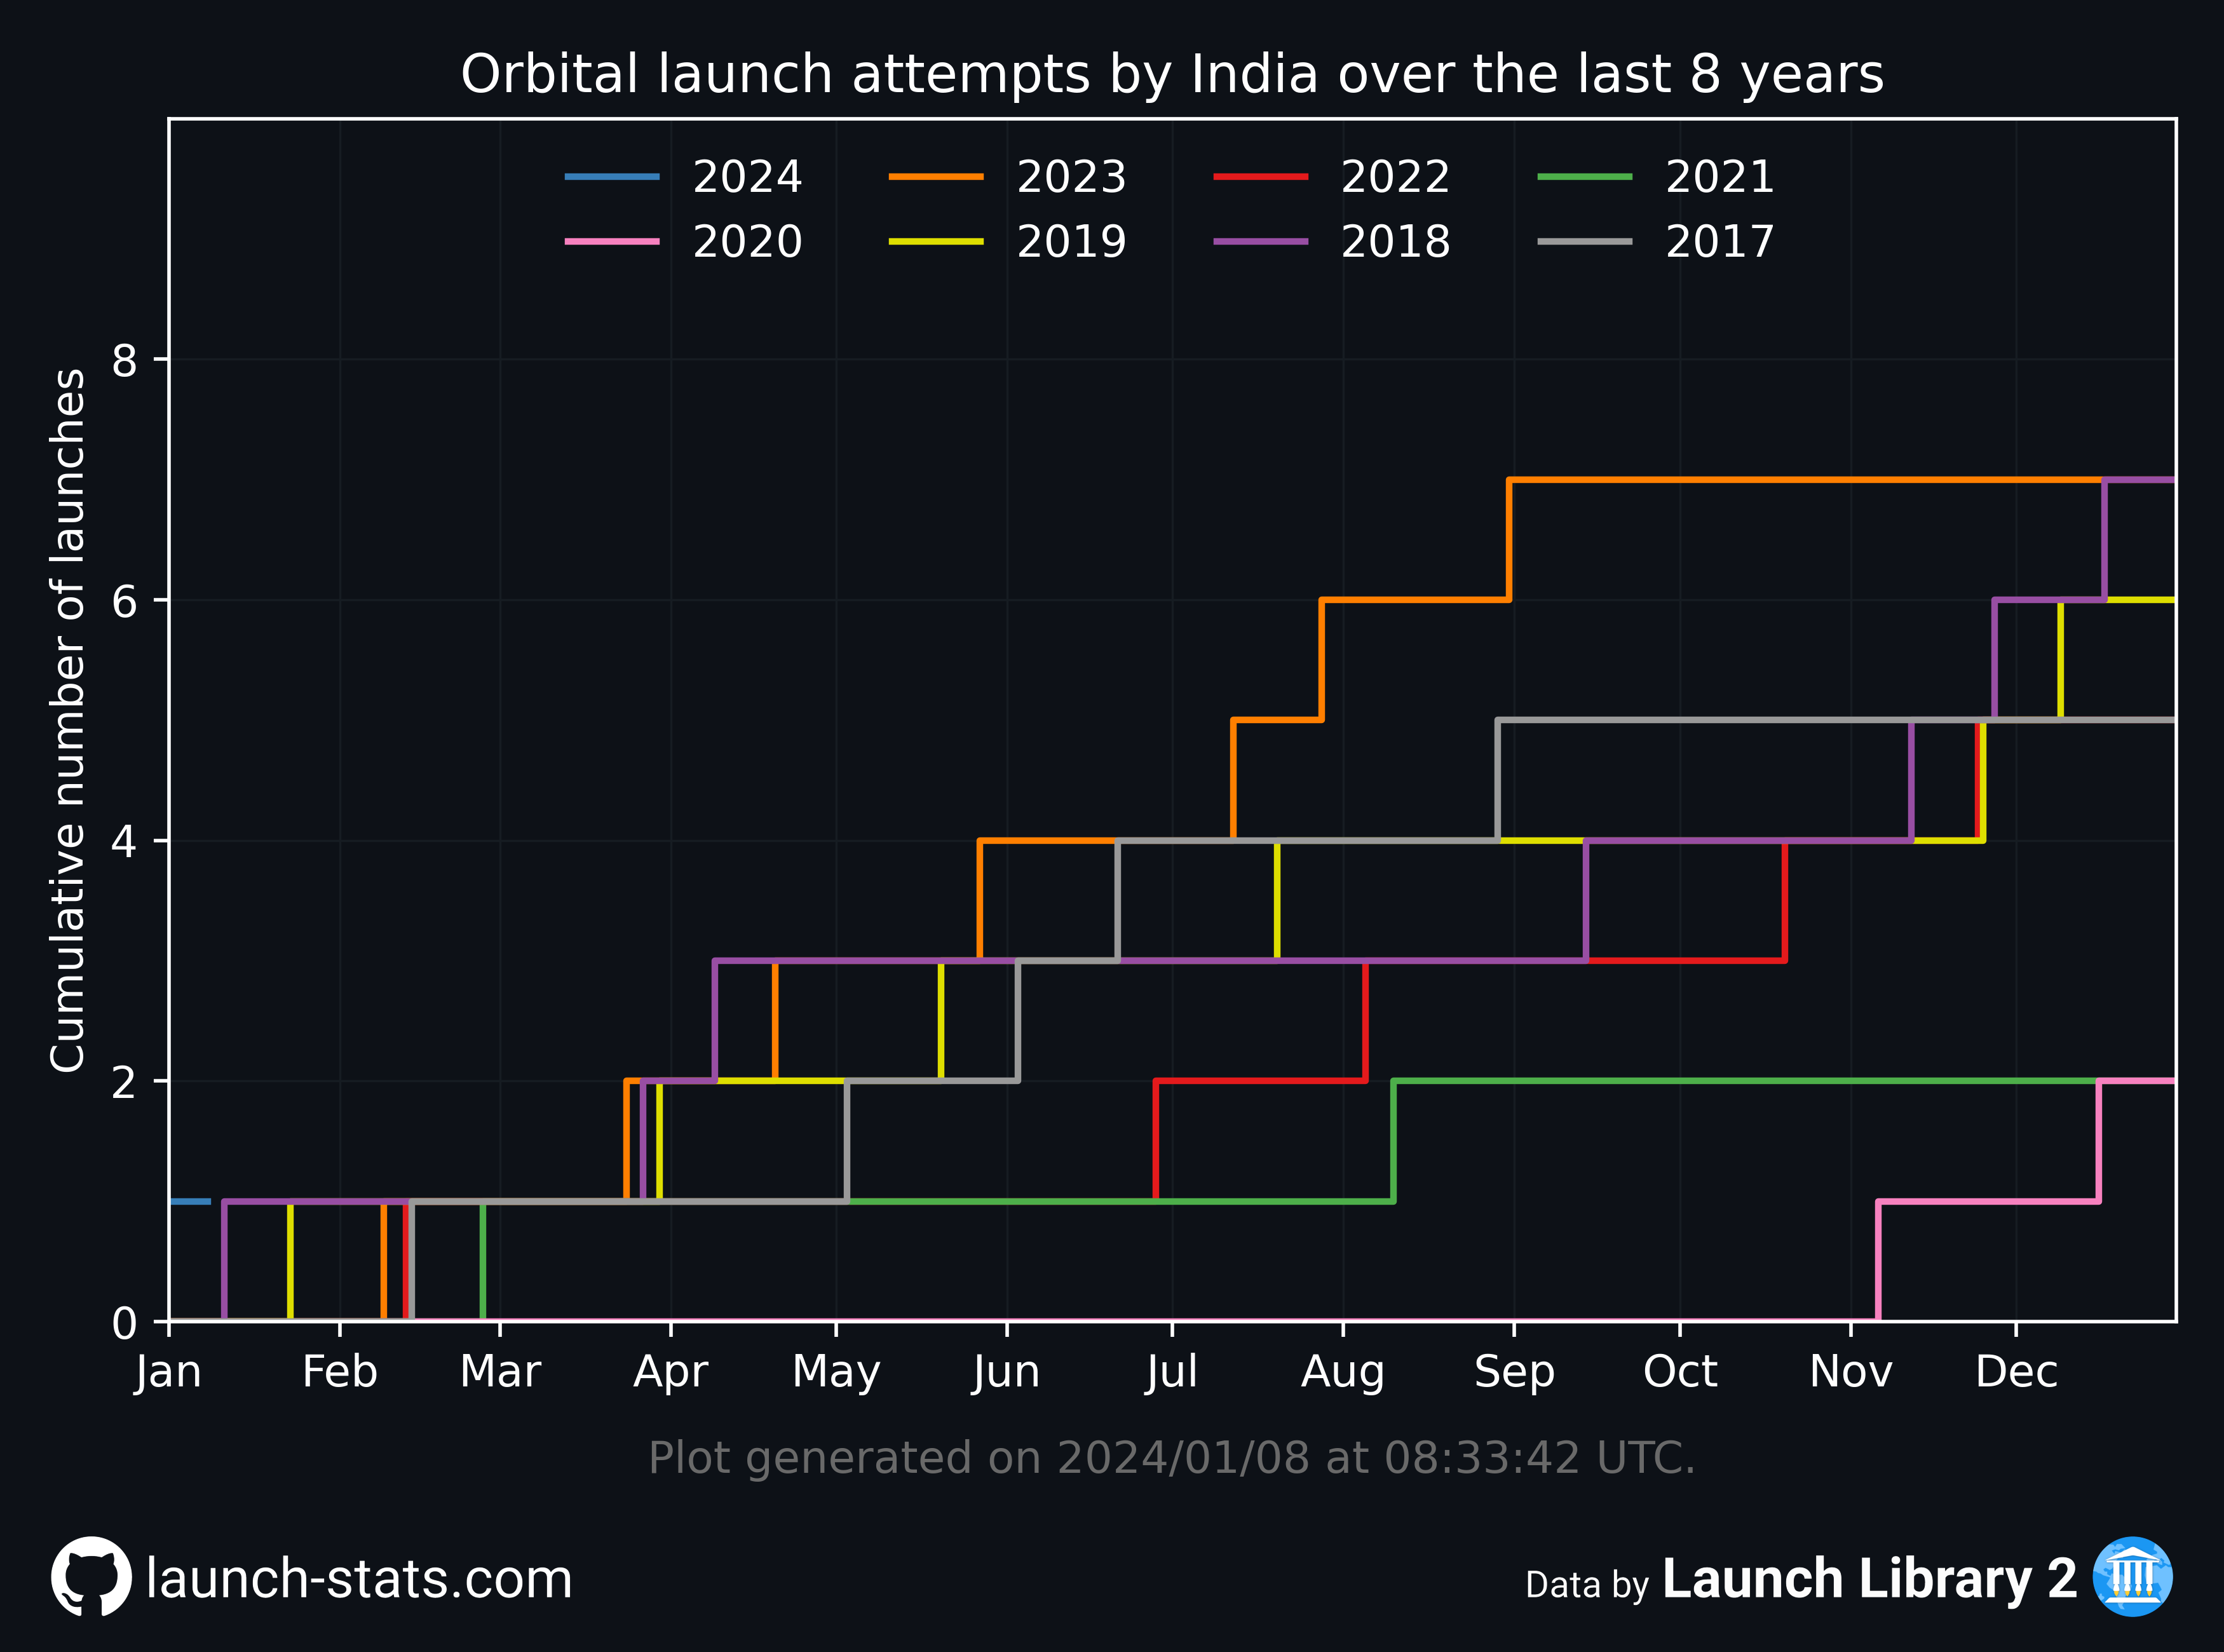 Orbital launch attempts by India over the last 8 years
2024 2023 2022 2021
2020 2019 2018 2017
Cumulative number of launches
8
6
4
2
0
Jan Feb Mar Apr May Jun Jul Aug Sep Oct Nov Dec
Plot generated on 2024/01/08 at 08:33:42 UTC.
launch-stats.com
Data by Launch Library 2